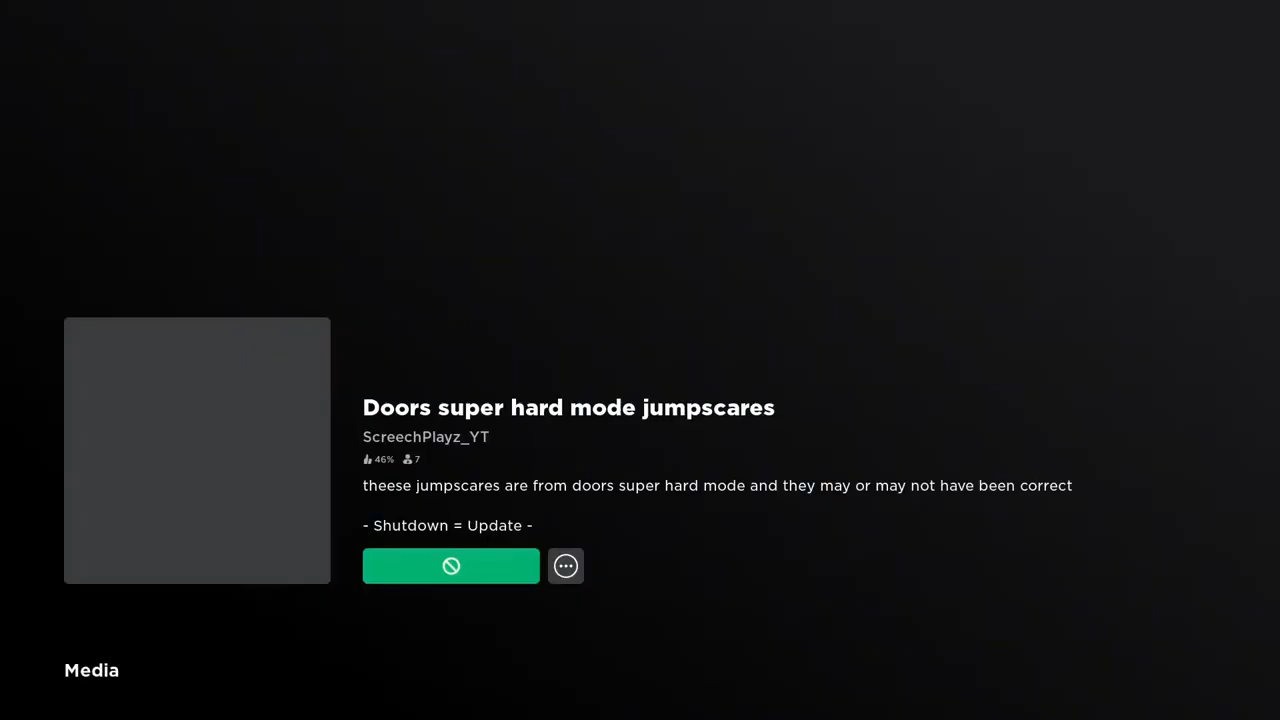 Doors super hard mode jumpscares
ScreechPlayz_YT
46% 7
theese jumpscares are from doors super hard mode and they may or may not have been correct
- Shutdown = Update -
Media